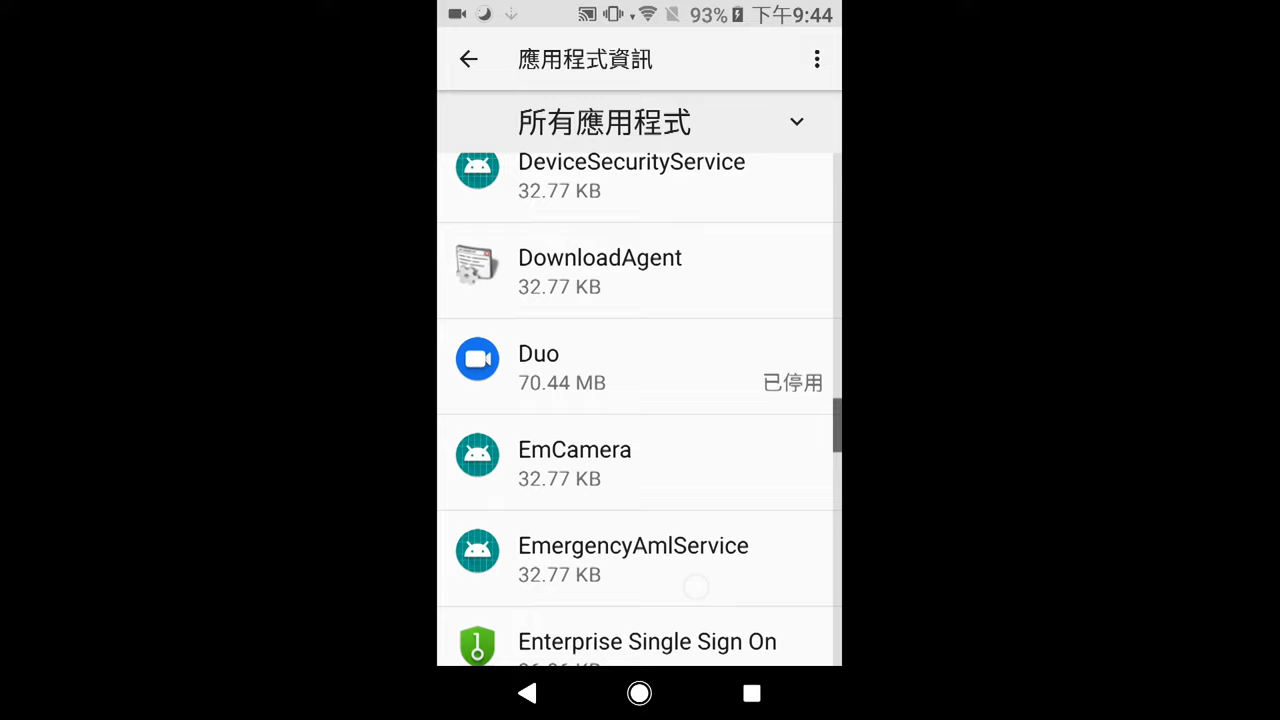 93% 下午9:44
應用程式資訊
所有應用程式
DeviceSecurityService
32.77 KB
DownloadAgent
32.77 KB
Duo
70.44 MB 已停用
EmCamera
32.77 KB
EmergencyAmlService
32.77 KB
Enterprise Single Sign On